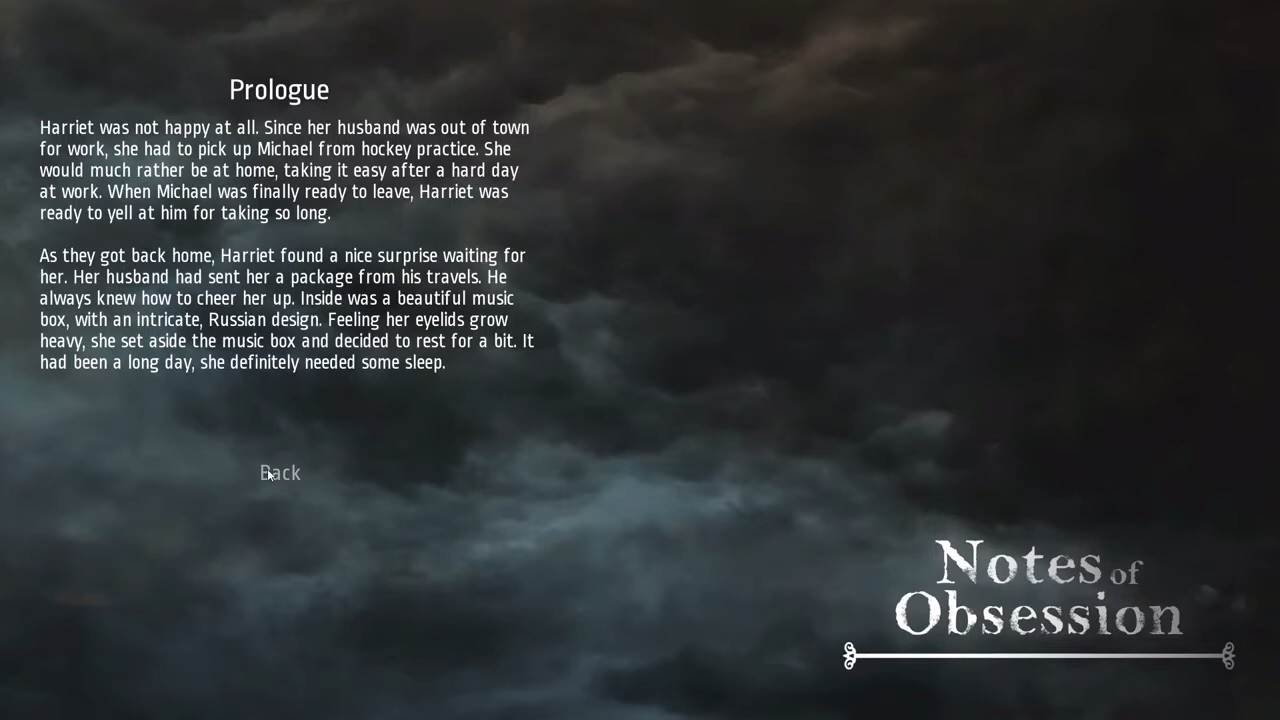 Prologue
Harriet was not happy at all. Since her husband was out of town
for work, she had to pick up Michael from hockey practice. She
would much rather be at home, taking it easy after a hard day
at work. When Michael was finally ready to leave, Harriet was
ready to yell at him for taking so long.
As they got back home, Harriet found a nice surprise waiting for
her. Her husband had sent her a package from his travels. He
always knew how to cheer her up. Inside was a beautiful music
box, with an intricate, Russian design. Feeling her eyelids grow
heavy, she set aside the music box and decided to rest for a bit. It
had been a long day, she definitely needed some sleep.
Back
Notes of
Obsession